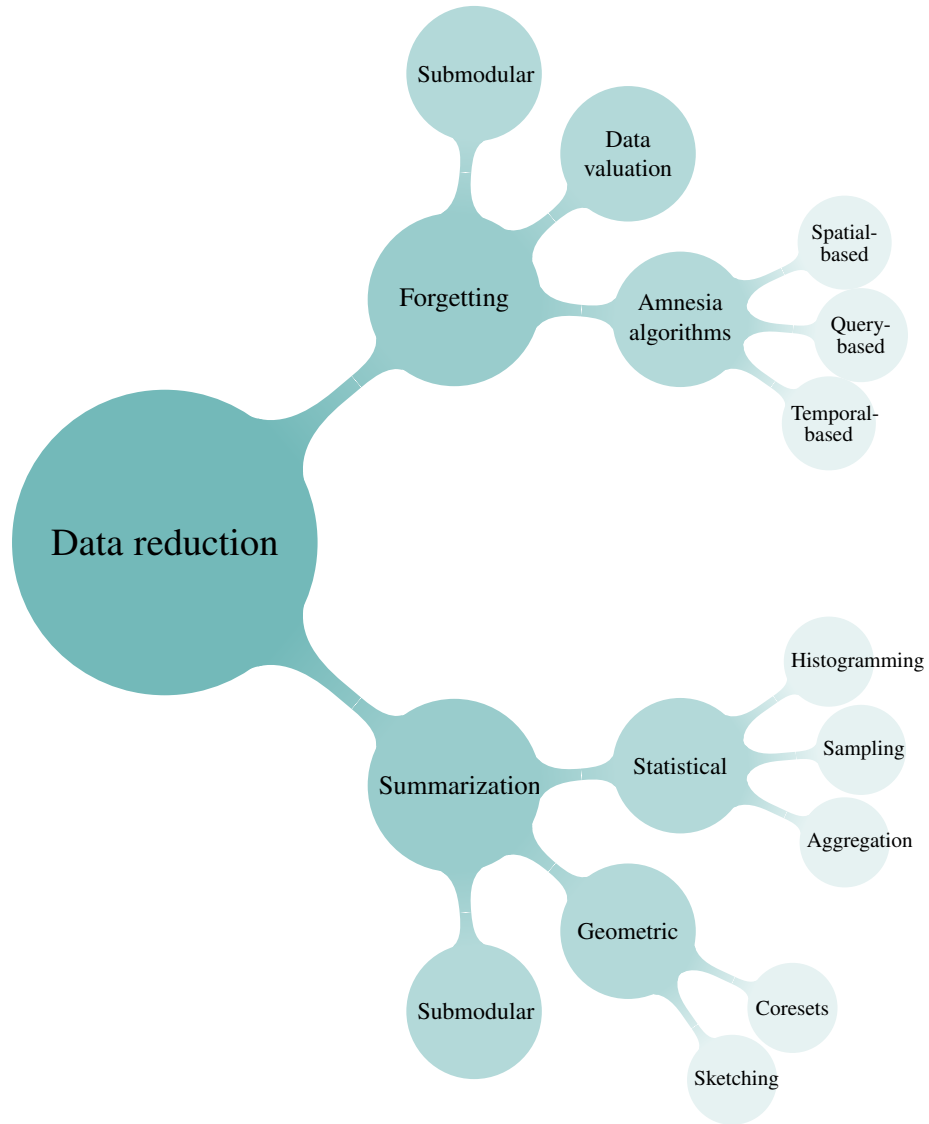 Submodular
Data
valuation
Spatial-
based
Forgetting
Amnesia
algorithms
Query-
based
Temporal-
based
Data reduction
Histogramming
Sampling
Statistical
Summarization
Aggregation
Geometric
Submodular
Coresets
Sketching